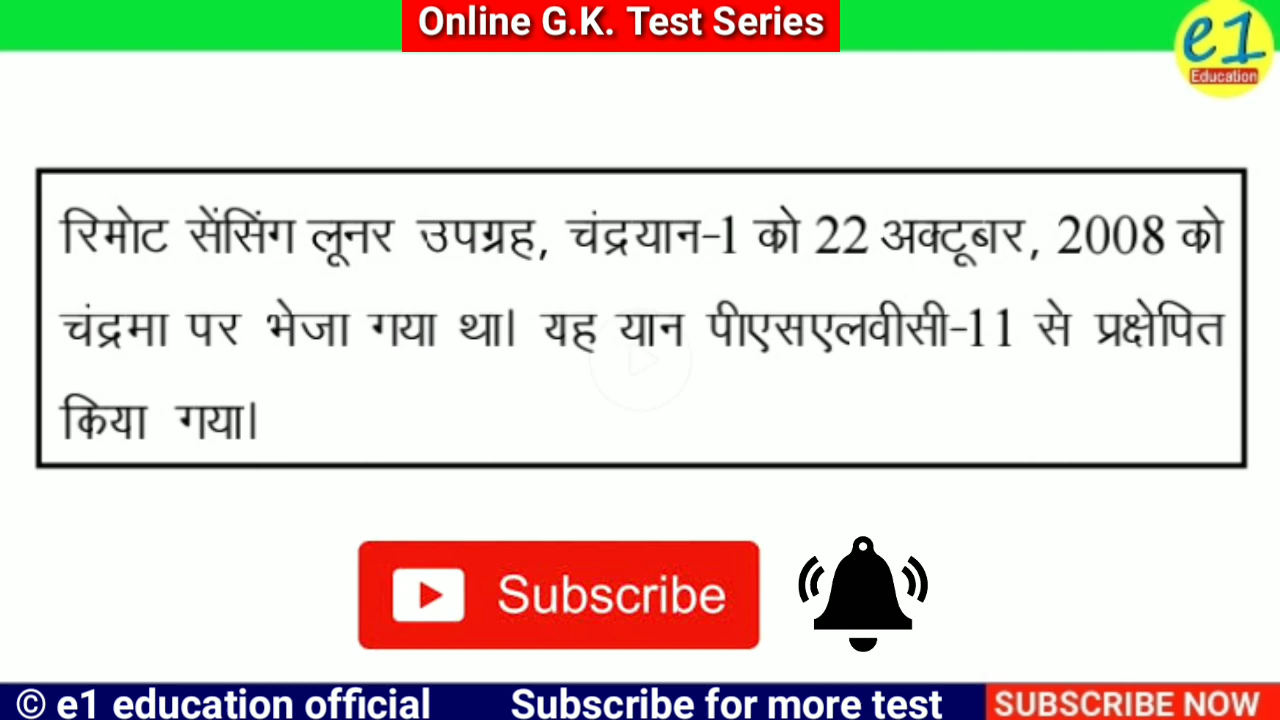 Online G.K. Test Series
e1
Education
रिमोट सेंसिंग लूनर उपग्रह, चंद्रयान-1 को 22 अक्टूबर, 2008 को
चंद्रमा पर भेजा गया था। यह यान पीएसएलवीसी-11 से प्रक्षेपित
किया गया।
Subscribe
© e1 education official
Subscribe for more test
SUBSCRIBE NOW